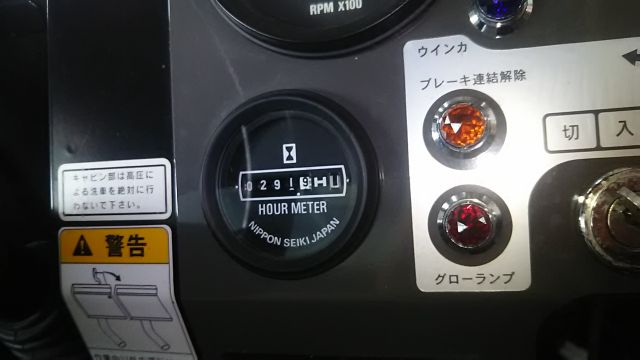 RPM X100
ウインカ
ブレーキ連結解除
切 入
グローランプ
0291
HOUR METER
NIPPON SEIKI JAPAN
キャビン部は高圧に
よる洗車を絶対に行
わないで下さい。
警告